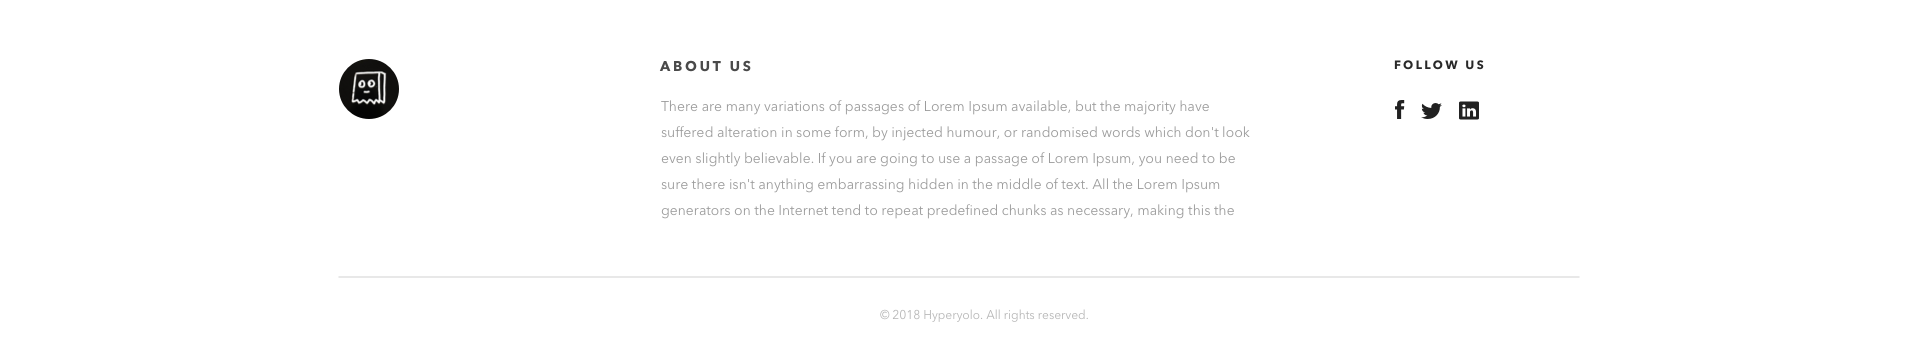 ABOUT US
There are many variations of passages of Lorem Ipsum available, but the majority have
suffered alteration in some form, by injected humour, or randomised words which don't look
even slightly believable. If you are going to use a passage of Lorem Ipsum, you need to be
sure there isn't anything embarrassing hidden in the middle of text. All the Lorem Ipsum
generators on the Internet tend to repeat predefined chunks as necessary, making this the
FOLLOW US
© 2018 Hyperyolo. All rights reserved.